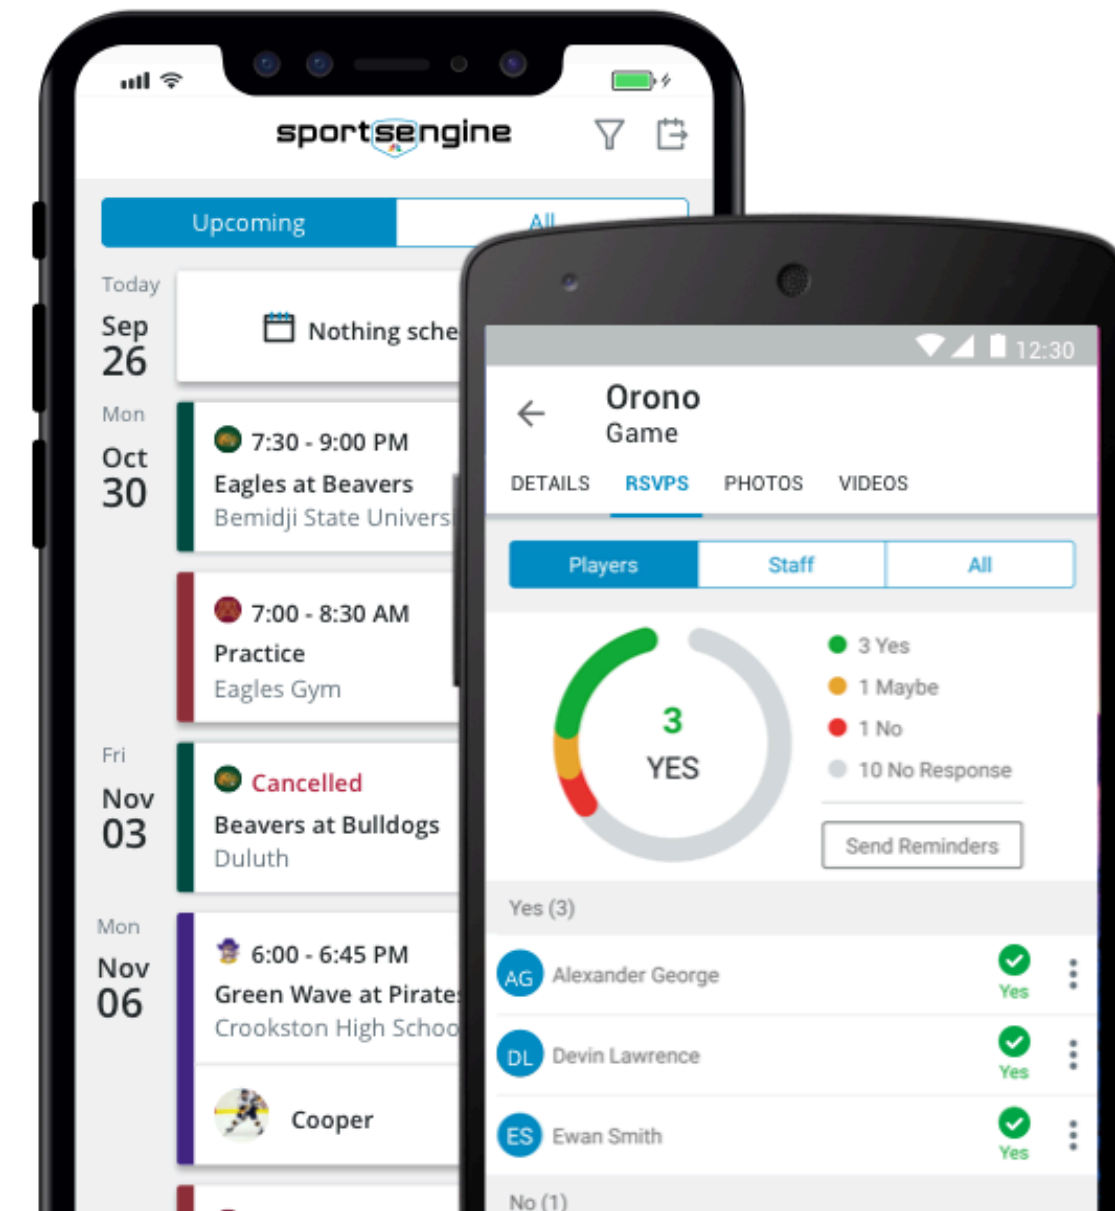 sportsengine
Upcoming
All
Today
Sep
26
Nothing sche
Mon
Oct
30
7:30 - 9:00 PM
Eagles at Beavers
Bemidji State Universi
7:00 - 8:30 AM
Practice
Eagles Gym
Fri
Nov
03
Cancelled
Beavers at Bulldogs
Duluth
Mon
Nov
06
6:00 - 6:45 PM
Green Wave at Pirates
Crookston High Schoo
Cooper
12:30
Orono
Game
DETAILS RSVPS PHOTOS VIDEOS
Players Staff All
3
YES
3 Yes
1 Maybe
1 No
10 No Response
Send Reminders
Yes (3)
AG Alexander George
Yes
DL Devin Lawrence
Yes
ES Ewan Smith
Yes
No (1)